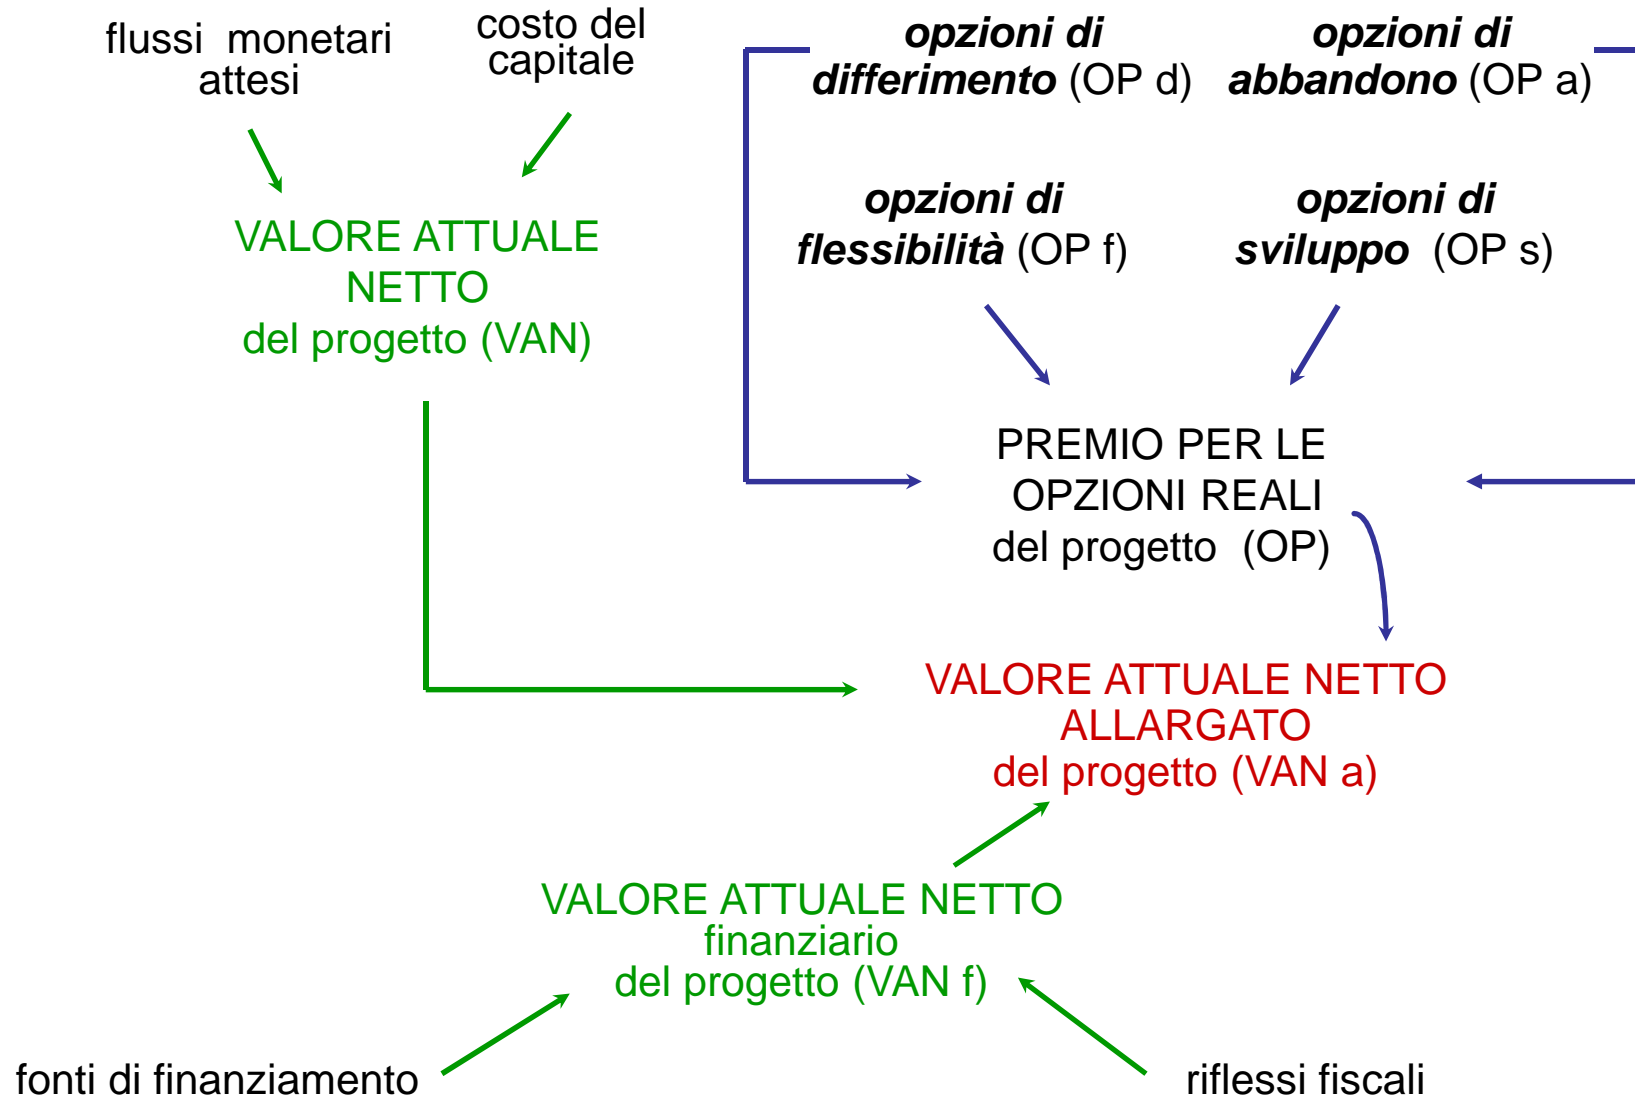 flussi monetari
attesi
costo del
capitale
opzioni di
differimento (OP d)
opzioni di
abbandono (OP a)
opzioni di
flessibilità (OP f)
opzioni di
sviluppo (OP s)
VALORE ATTUALE
NETTO
del progetto (VAN)
PREMIO PER LE
OPZIONI REALI
del progetto (OP)
VALORE ATTUALE NETTO
ALLARGATO
del progetto (VAN a)
VALORE ATTUALE NETTO
finanziario
del progetto (VAN f)
fonti di finanziamento
riflessi fiscali